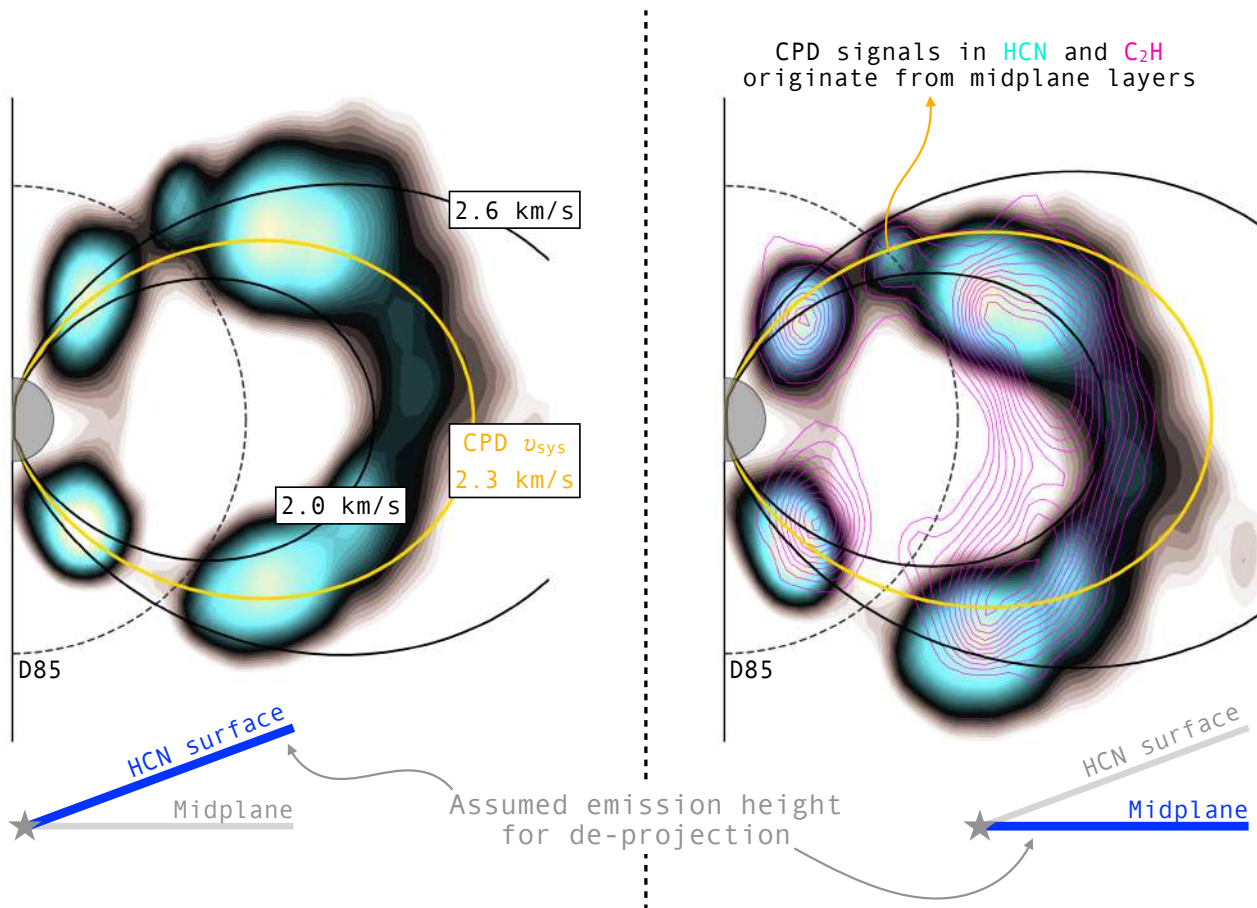 2.6 km/s
CPD υsys
2.3 km/s
2.0 km/s
D85
HCN surface
Midplane
CPD signals in HCN and C₂H
originate from midplane layers
D85
HCN surface
Midplane
Assumed emission height
for de-projection